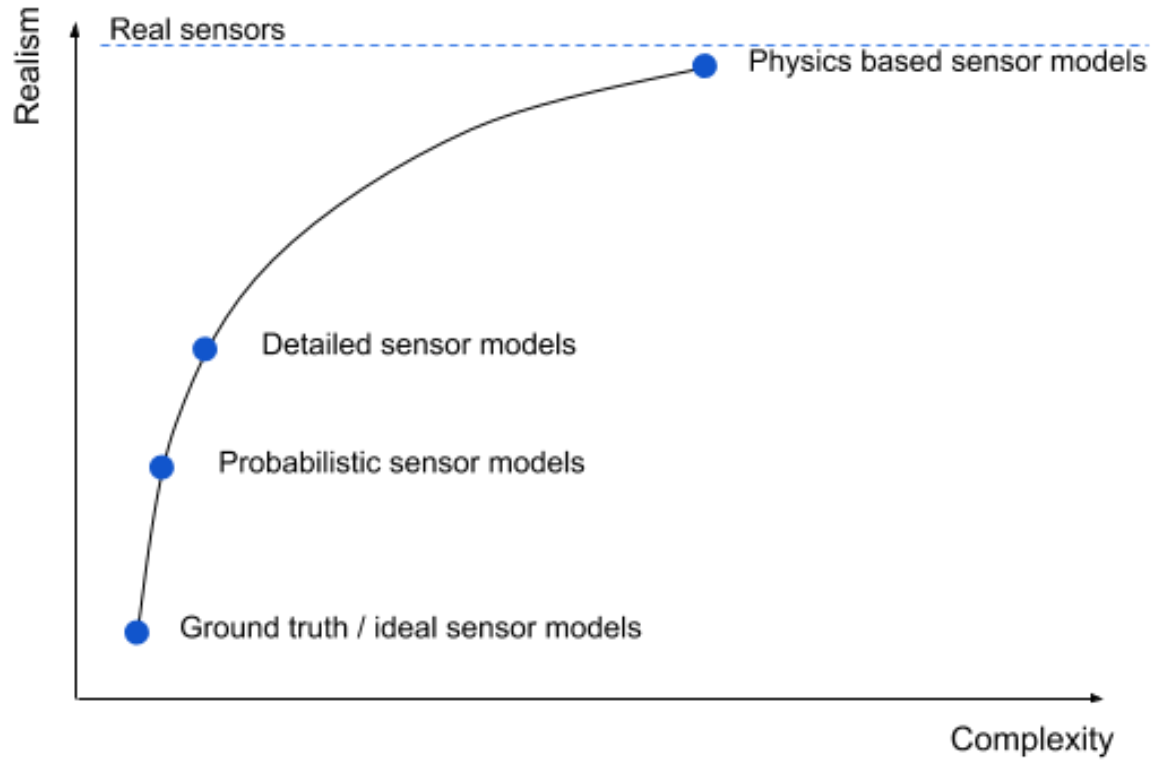 Realism
Real sensors
Physics based sensor models
Detailed sensor models
Probabilistic sensor models
Ground truth / ideal sensor models
Complexity